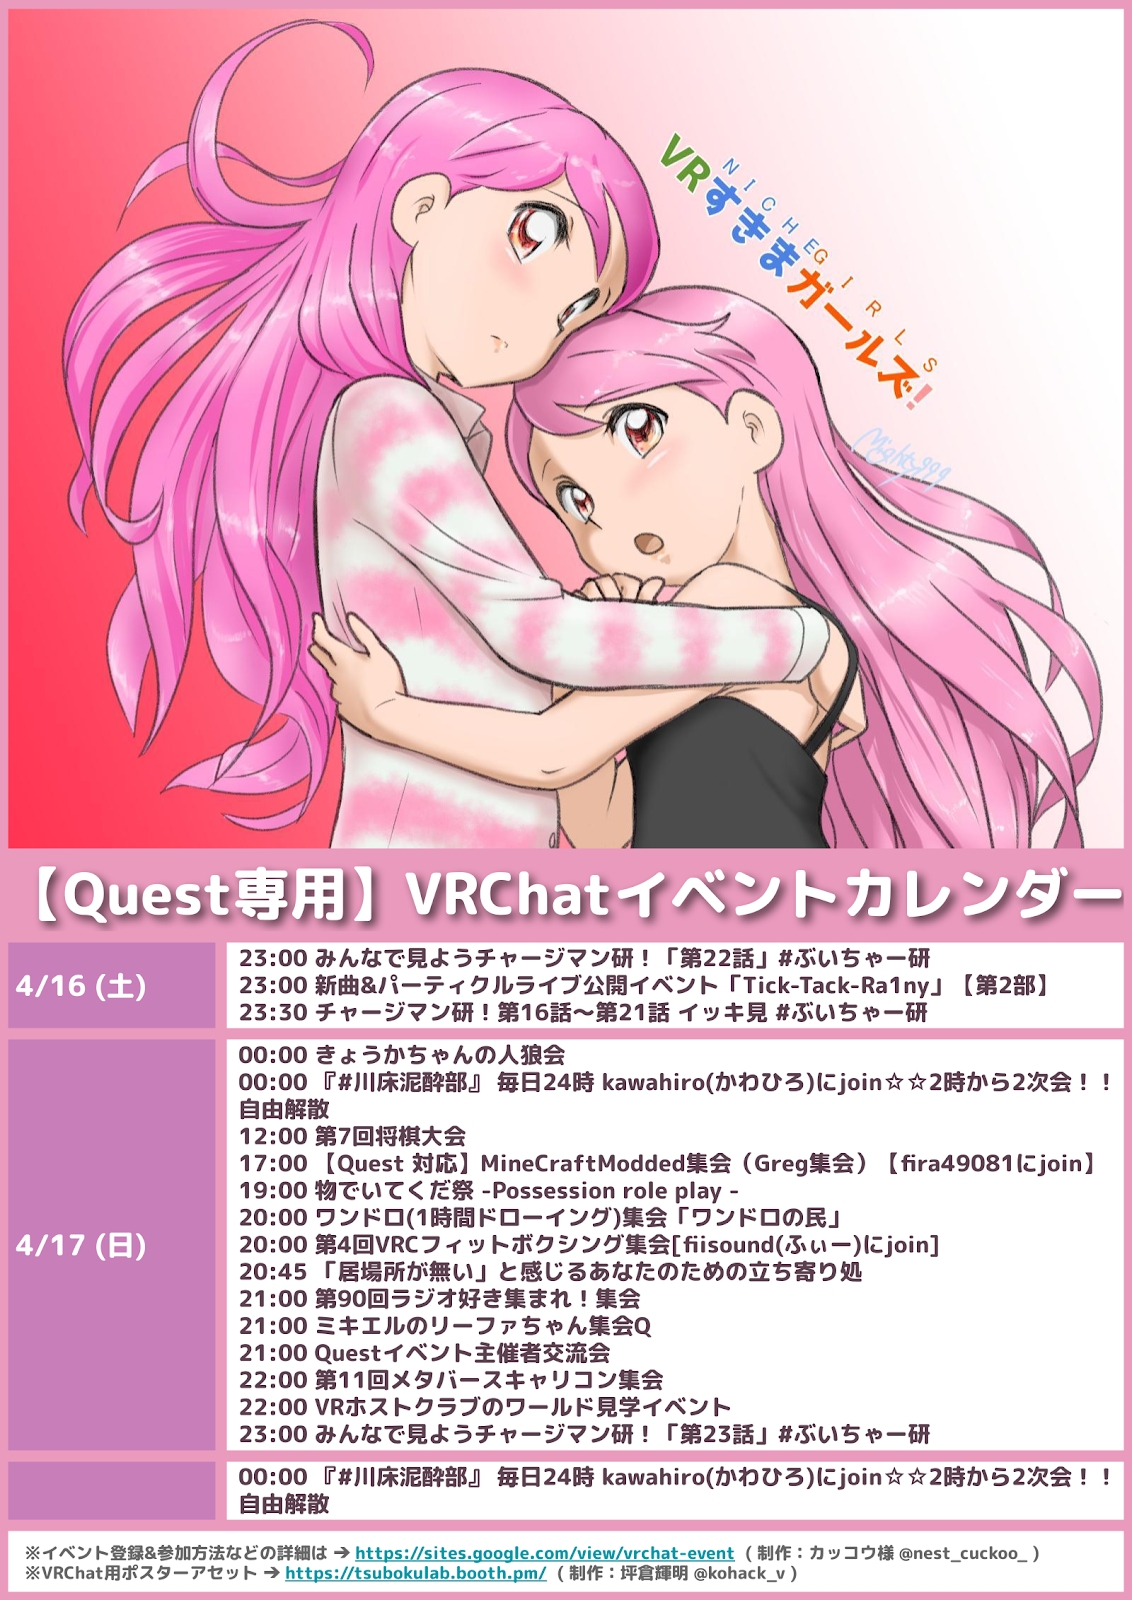 NICHE GIRLS
VRすきまガールズ!
Mighty999
【Quest専用】VRChatイベントカレンダー
4/16 (土)
23:00 みんなで見ようチャージマン研！「第22話」#ぶいちゃー研
23:00 新曲&パーティクルライブ公開イベント「Tick-Tack-Ra1ny」【第2部】
23:30 チャージマン研！第16話〜第21話 イッキ見 #ぶいちゃー研
4/17 (日)
00:00 きょうかちゃんの人狼会
00:00 『#川床泥酔部』 毎日24時 kawahiro(かわひろ)にjoin☆☆2時から2次会！！
自由解散
12:00 第7回将棋大会
17:00 【Quest 対応】MineCraftModded集会（Greg集会）【fira49081にjoin】
19:00 物でいてくだ祭 -Possession role play -
20:00 ワンドロ(1時間ドローイング)集会「ワンドロの民」
20:00 第4回VRCフィットボクシング集会[fiisound(ふぃー)にjoin]
20:45 「居場所が無い」と感じるあなたのための立ち寄り処
21:00 第90回ラジオ好き集まれ！集会
21:00 ミキエルのリーファちゃん集会Q
21:00 Questイベント主催者交流会
22:00 第11回メタバースキャリコン集会
22:00 VRホストクラブのワールド見学イベント
23:00 みんなで見ようチャージマン研！「第23話」#ぶいちゃー研
00:00 『#川床泥酔部』 毎日24時 kawahiro(かわひろ)にjoin☆☆2時から2次会！！
自由解散
※イベント登録&参加方法などの詳細は → https://sites.google.com/view/vrchat-event ( 制作：カッコウ様 @nest_cuckoo_ )
※VRChat用ポスターアセット → https://tsubokulab.booth.pm/ ( 制作：坪倉輝明 @kohack_v )